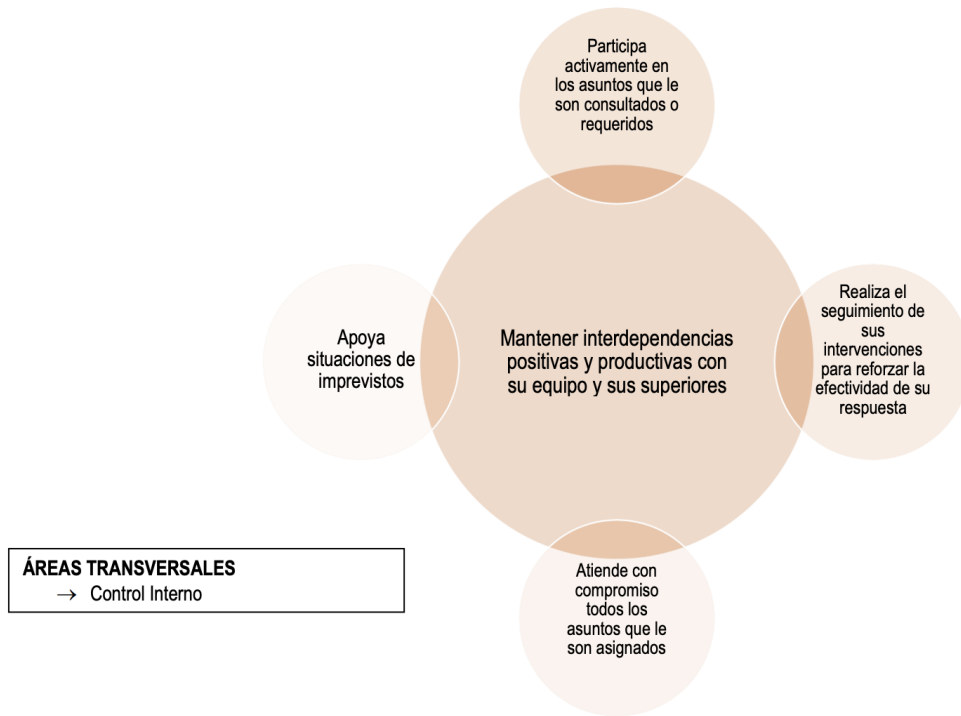 Participa
activamente en
los asuntos que le
son consultados o
requeridos
Apoya
situaciones de
imprevistos
Mantener interdependencias
positivas y productivas con
su equipo y sus superiores
Realiza el
seguimiento de
sus
intervenciones
para reforzar la
efectividad de su
respuesta
Atiende con
compromiso
todos los
asuntos que le
son asignados
ÁREAS TRANSVERSALES
→ Control Interno